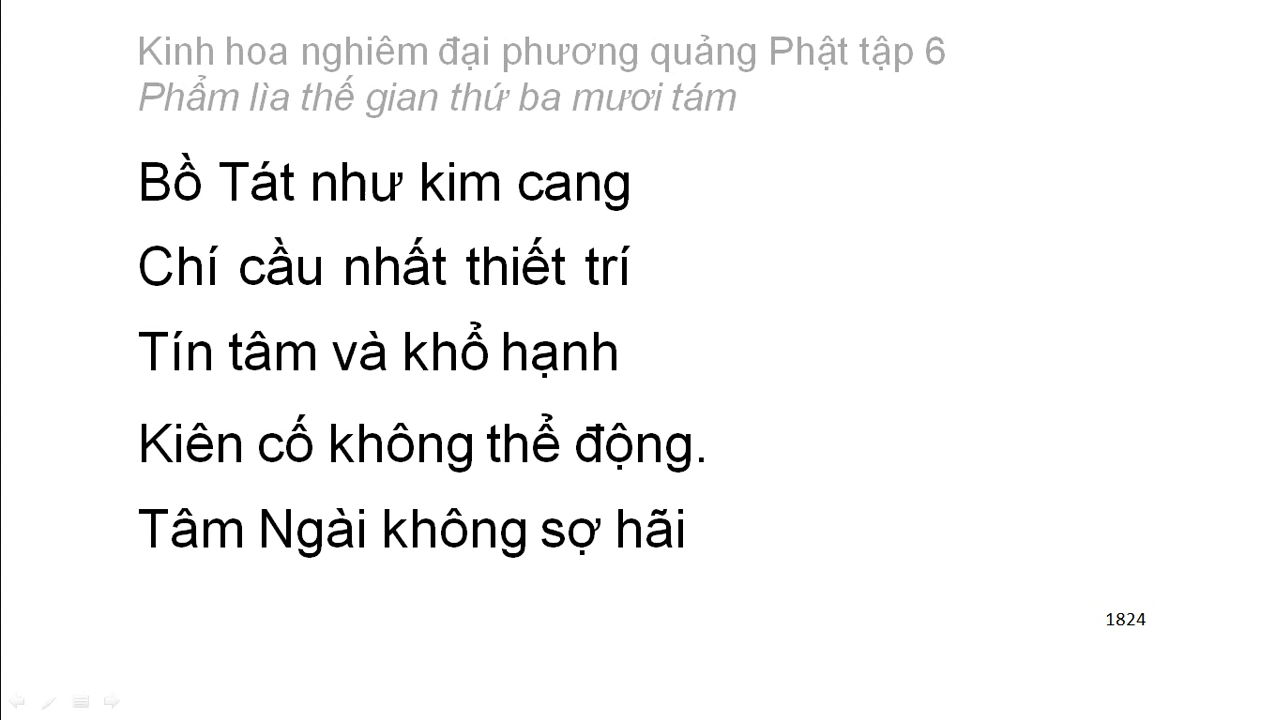 Kinh hoa nghiêm đại phương quảng Phật tập 6
Phẩm lìa thế gian thứ ba mươi tám
Bồ Tát như kim cang
Chí cầu nhất thiết trí
Tín tâm và khổ hạnh
Kiên cố không thể động.
Tâm Ngài không sợ hãi
1824